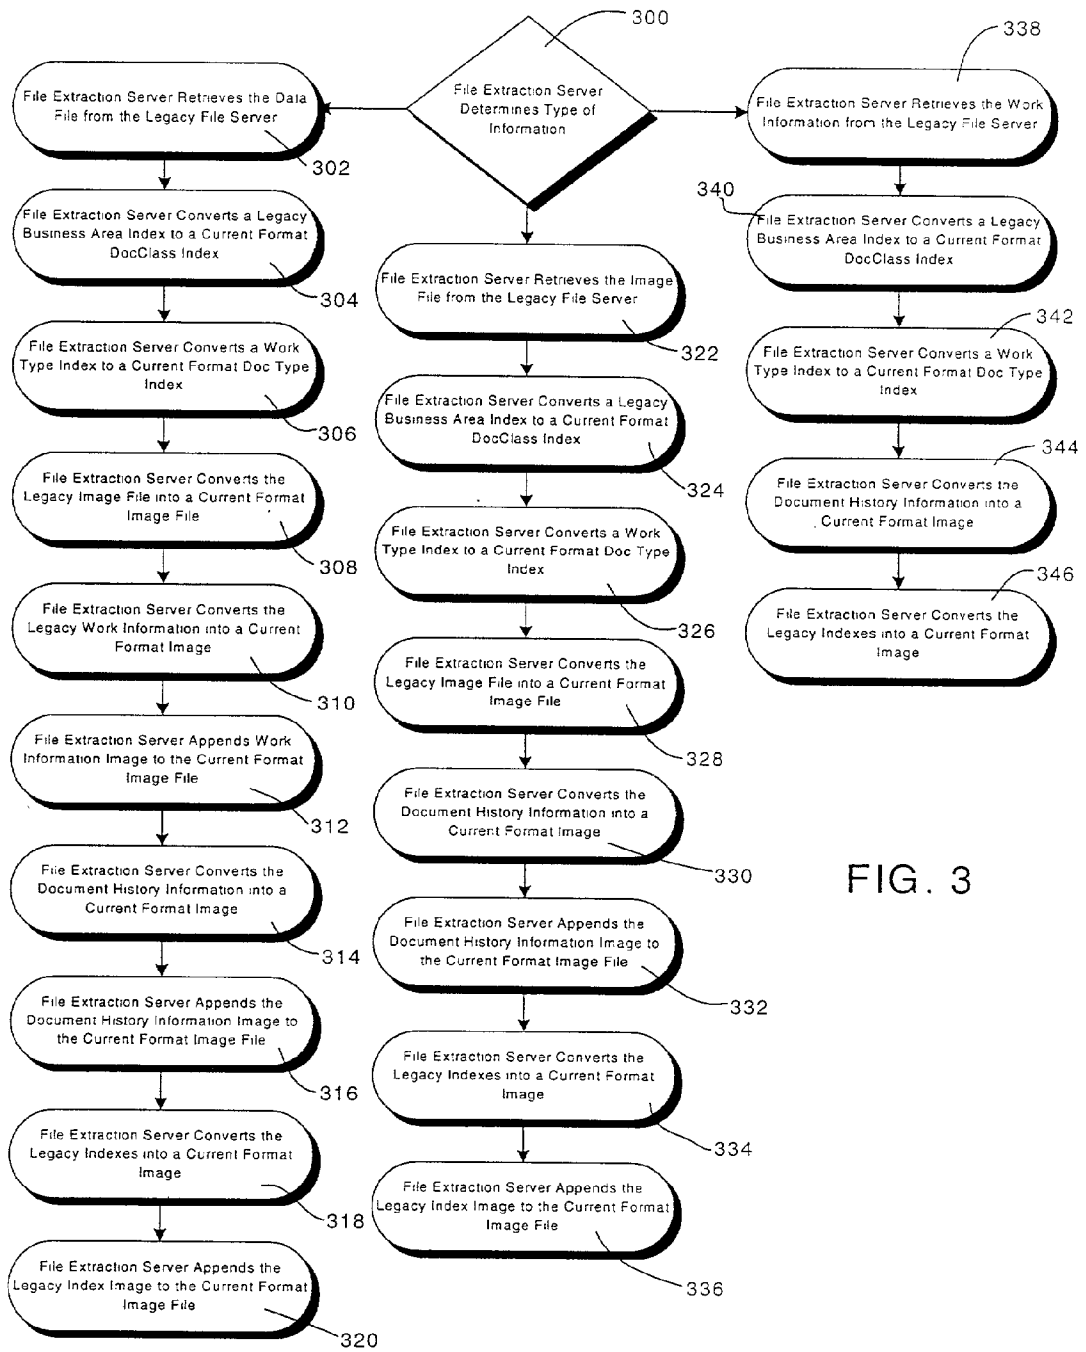 300
File Extraction Server
Determines Type of
Information
File Extraction Server Retrieves the Data
File from the Legacy File Server
302
File Extraction Server Converts a Legacy
Business Area Index to a Current Format
DocClass Index
304
File Extraction Server Converts a Work
Type Index to a Current Format Doc Type
Index
306
File Extraction Server Converts the
Legacy Image File into a Current Format
Image File
308
File Extraction Server Converts the
Legacy Work Information into a Current
Format Image
310
File Extraction Server Appends Work
Information Image to the Current Format
Image File
312
File Extraction Server Converts the
Document History Information into a
Current Format Image
314
File Extraction Server Appends the
Document History Information Image to
the Current Format Image File
316
File Extraction Server Converts the
Legacy Indexes into a Current Format
Image
318
File Extraction Server Appends the
Legacy Index Image to the Current Format
Image File
320
File Extraction Server Retrieves the Image
File from the Legacy File Server
322
File Extraction Server Converts a Legacy
Business Area Index to a Current Format
DocClass Index
324
File Extraction Server Converts a Work
Type Index to a Current Format Doc Type
Index
326
File Extraction Server Converts the
Legacy Image File into a Current Format
Image File
328
File Extraction Server Converts the
Document History Information into a
Current Format Image
330
File Extraction Server Appends the
Document History Information Image to
the Current Format Image File
332
File Extraction Server Converts the
Legacy Indexes into a Current Format
Image
334
File Extraction Server Appends the
Legacy Index Image to the Current Format
Image File
336
338
File Extraction Server Retrieves the Work
Information from the Legacy File Server
340
File Extraction Server Converts a Legacy
Business Area Index to a Current Format
DocClass Index
342
File Extraction Server Converts a Work
Type Index to a Current Format Doc Type
Index
344
File Extraction Server Converts the
Document History Information into a
Current Format Image
346
File Extraction Server Converts the
Legacy Indexes into a Current Format
Image
FIG. 3